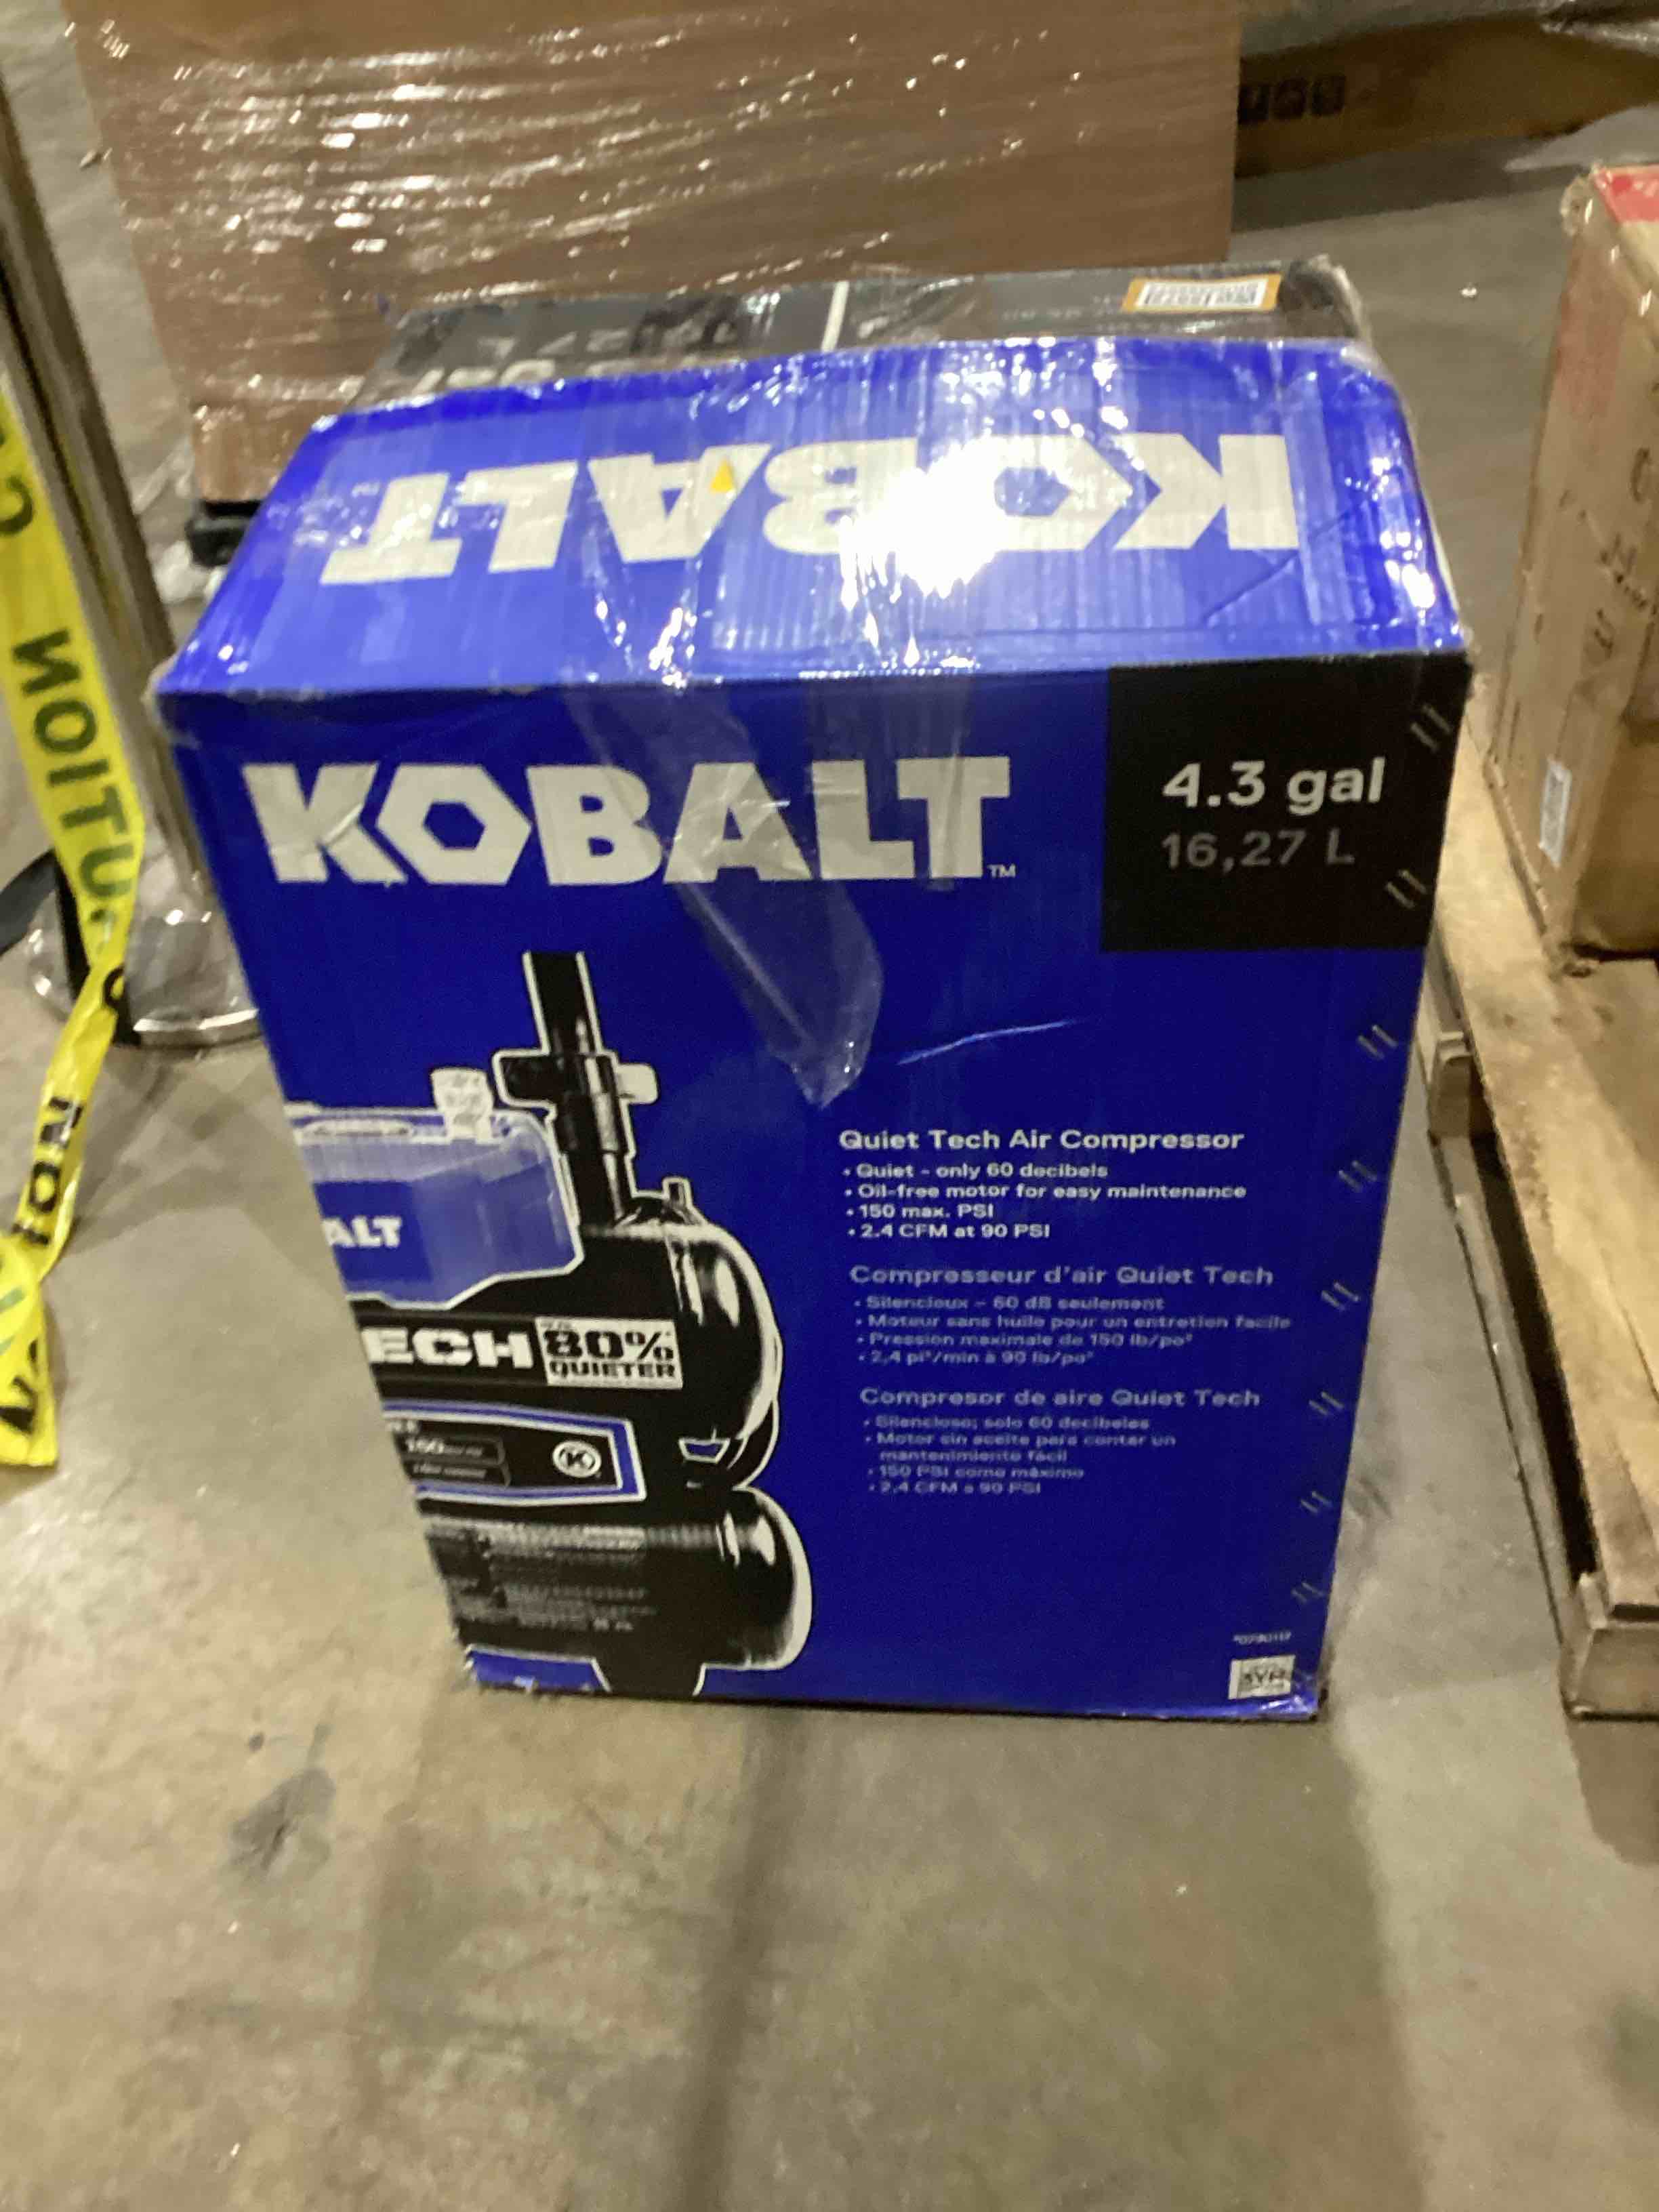 KOBALT
KOBALT™
4.3 gal
16,27 L
Quiet Tech Air Compressor
• Quiet - only 60 decibels
• Oil-free motor for easy maintenance
• 150 max. PSI
• 2.4 CFM at 90 PSI
Compresseur d'air Quiet Tech
• Silencieux – 60 dB seulement
• Moteur sans huile pour un entretien facile
• Pression maximale de 150 lb/po²
• 2,4 pi³/min à 90 lb/po²
Compresor de aire Quiet Tech
• Silencioso; solo 60 decibeles
• Motor sin aceite para contar un
mantenimiento fácil
• 150 PSI como máximo
• 2.4 CFM a 90 PSI
ALT
ECH 80%
QUIETER
K
CAUTION